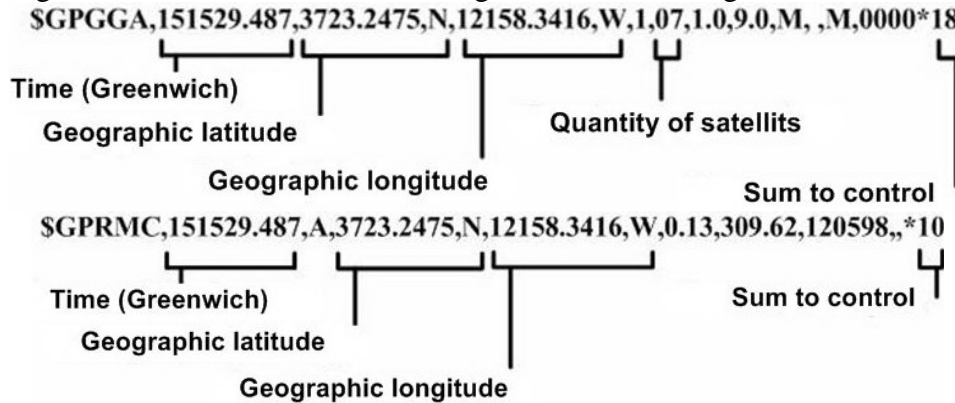 $GPGGA,151529.487,3723.2475,N,12158.3416,W,1,07,1.0,9.0,M, ,M,0000*18
Time (Greenwich)
Geographic latitude
Quantity of satellits
Geographic longitude
Sum to control
$GPRMC,151529.487,A,3723.2475,N,12158.3416,W,0.13,309.62,120598,,*10
Time (Greenwich)
Sum to control
Geographic latitude
Geographic longitude